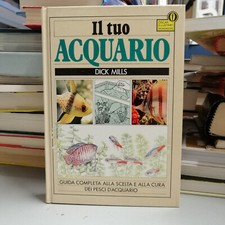 Il tuo
ACQUARIO
DICK MILLS
GUIDA COMPLETA ALLA SCELTA E ALLA CURA
DEI PESCI D'ACQUARIO